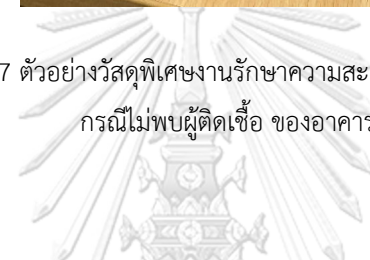 7 ตัวอย่างวัสดุพิเศษงานรักษาความสะ
กรณีไม่พบผู้ติดเชื้อ ของอาคาร